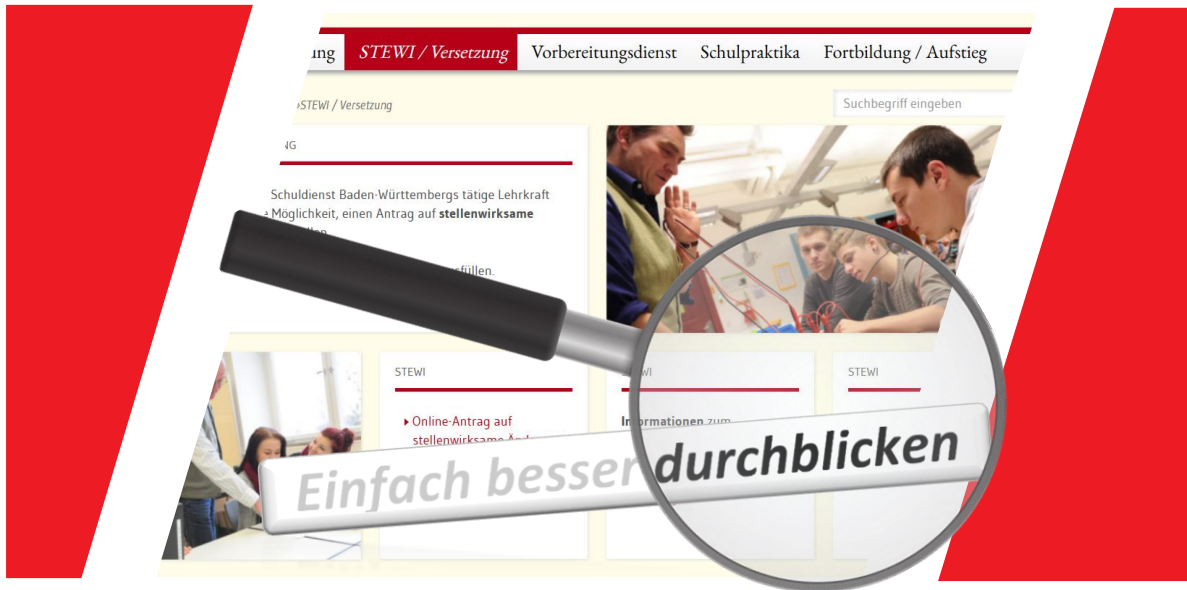 STEWI / Versetzung Vorbereitungsdienst Schulpraktika Fortbildung / Aufstieg
›STEWI / Versetzung
Suchbegriff eingeben
Schuldienst Baden-Württembergs tätige Lehrkraft
Möglichkeit, einen Antrag auf stellenwirksame
STEWI
STEWI
Online-Antrag auf
stellenwirksame
Informationen zum
Einfach besser durchblicken